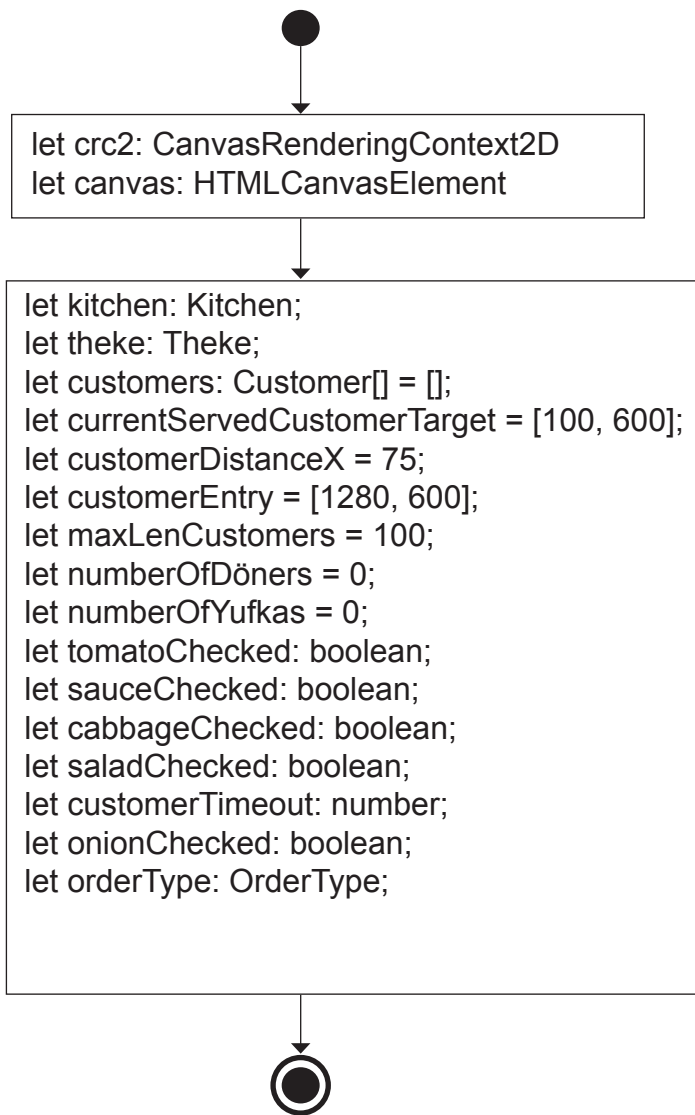 let crc2: CanvasRenderingContext2D
let canvas: HTMLCanvasElement
let kitchen: Kitchen;
let theke: Theke;
let customers: Customer[] = [];
let currentServedCustomerTarget = [100, 600];
let customerDistanceX = 75;
let customerEntry = [1280, 600];
let maxLenCustomers = 100;
let numberOfDöners = 0;
let numberOfYufkas = 0;
let tomatoChecked: boolean;
let sauceChecked: boolean;
let cabbageChecked: boolean;
let saladChecked: boolean;
let customerTimeout: number;
let onionChecked: boolean;
let orderType: OrderType;